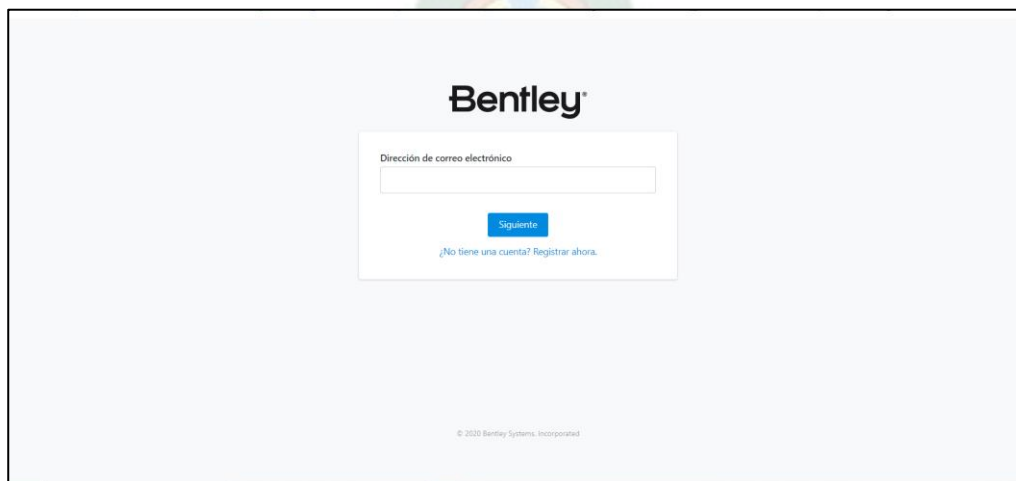 Bentley®
Dirección de correo electrónico
Siguiente
¿No tiene una cuenta? Registrar ahora.
© 2020 Bentley Systems, Incorporated